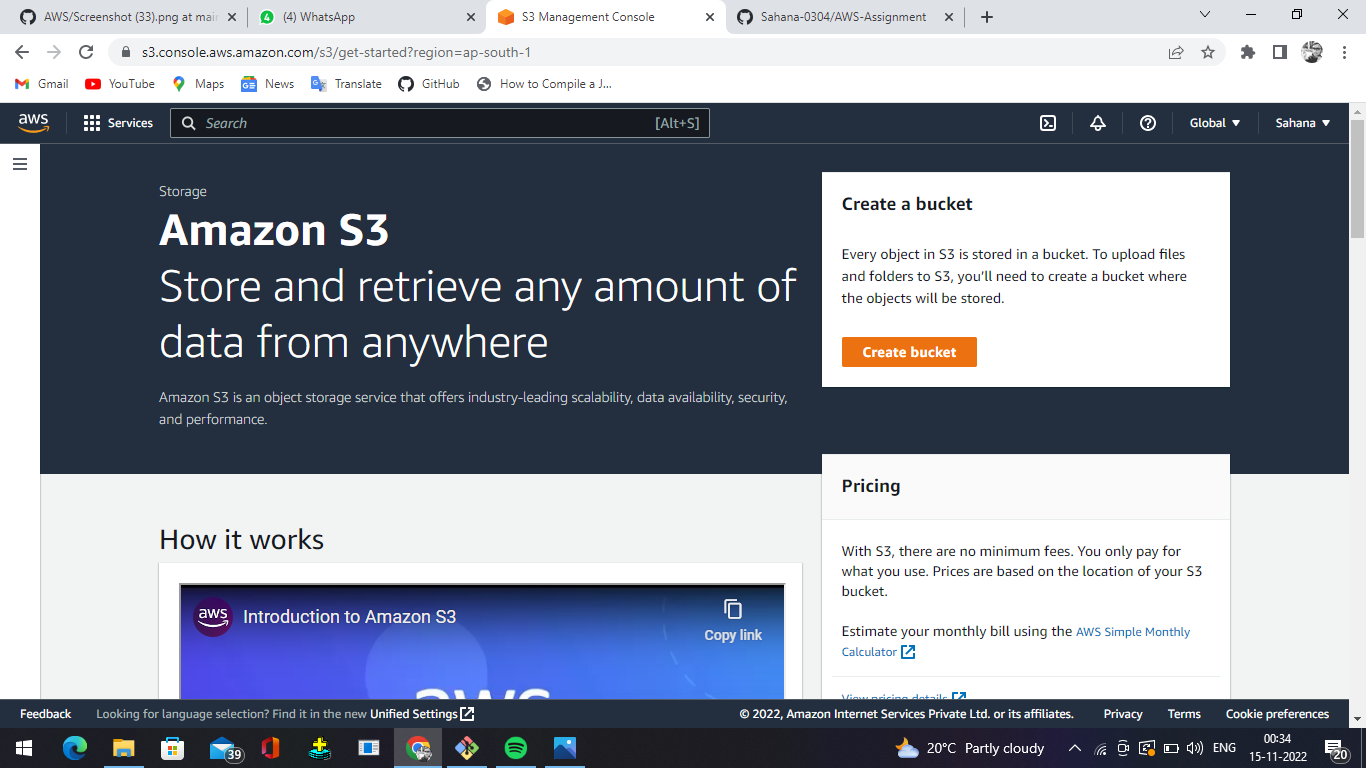 AWS/Screenshot (33).png at mai
(4) WhatsApp
S3 Management Console
Sahana-0304/AWS-Assignment
s3.console.aws.amazon.com/s3/get-started?region=ap-south-1
Gmail
YouTube
Maps
News
Translate
GitHub
How to Compile a J...
aws
Services
Search
[Alt+S]
Global
Sahana
Storage
Amazon S3
Store and retrieve any amount of
data from anywhere
Amazon S3 is an object storage service that offers industry-leading scalability, data availability, security,
and performance.
Create a bucket
Every object in S3 is stored in a bucket. To upload files
and folders to S3, you'll need to create a bucket where
the objects will be stored.
Create bucket
How it works
aws
Introduction to Amazon S3
Copy link
aws
Pricing
With S3, there are no minimum fees. You only pay for
what you use. Prices are based on the location of your S3
bucket.
Estimate your monthly bill using the AWS Simple Monthly
Calculator
View pricing details
Feedback
Looking for language selection? Find it in the new Unified Settings
© 2022, Amazon Internet Services Private Ltd. or its affiliates.
Privacy
Terms
Cookie preferences
39
20°C Partly cloudy
ENG
00:34
15-11-2022
20